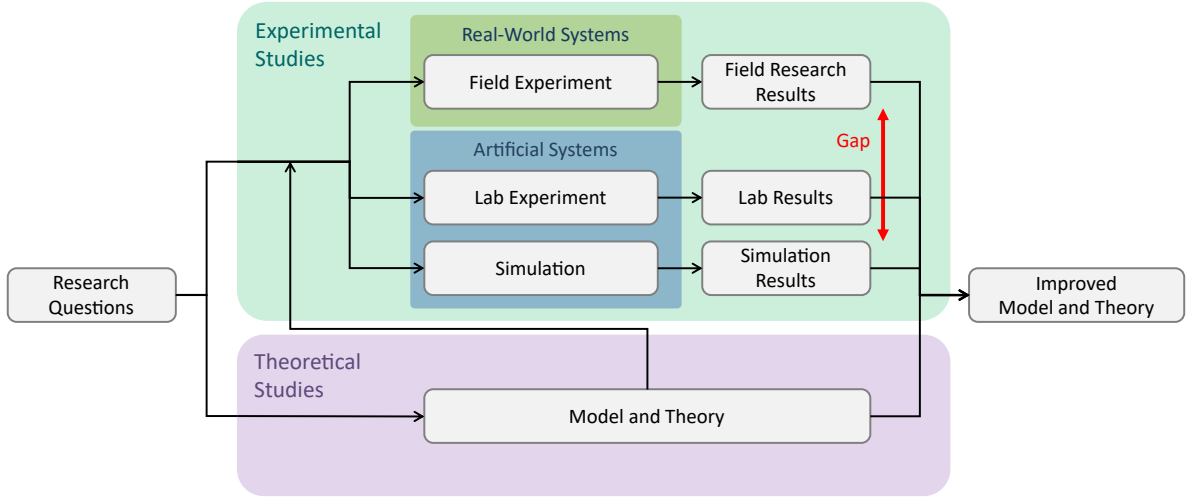 Experimental
Studies
Real-World Systems
Field Experiment
Field Research
Results
Gap
Artificial Systems
Lab Experiment
Lab Results
Simulation
Simulation
Results
Research
Questions
Improved
Model and Theory
Theoretical
Studies
Model and Theory